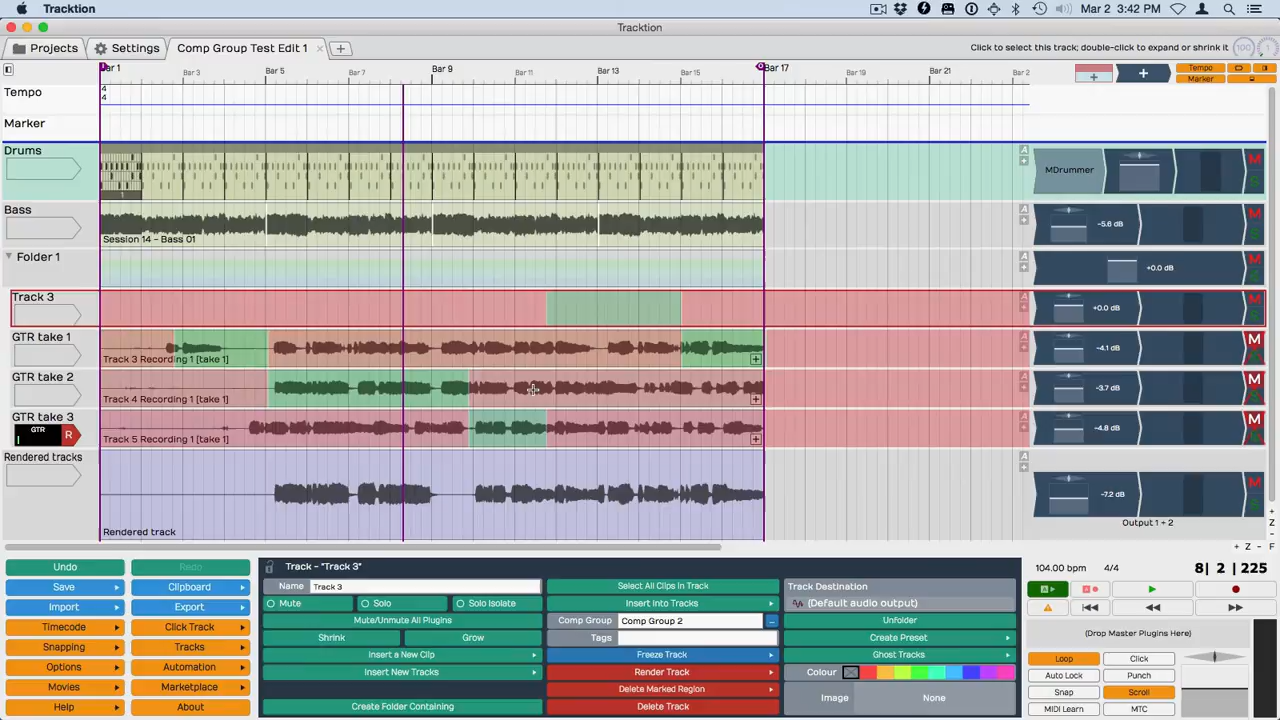 Tracktion
Mar 2 3:42 PM
Tracktion
Projects
Settings
Comp Group Test Edit 1
Click to select this track; double-click to expand or shrink it
100
1
Bar 1
Bar 3
Bar 5
Bar 7
Bar 9
Bar 11
Bar 13
Bar 15
Bar 17
Bar 19
Bar 21
Bar 2
Tempo
Marker
Tempo
4
4
Marker
Drums
1
MDrummer
M
S
Bass
Session 14 - Bass 01
-5.6 dB
M
S
Folder 1
+0.0 dB
M
Track 3
+0.0 dB
M
S
GTR take 1
Track 3 Recording 1 [take 1]
-4.1 dB
M
GTR take 2
Track 4 Recording 1 [take 1]
-3.7 dB
M
GTR take 3
GTR
R
Track 5 Recording 1 [take 1]
-4.8 dB
M
Rendered tracks
Rendered track
-7.2 dB
M
S
Output 1 + 2
+ Z - F
Undo
Redo
Save
Clipboard
Import
Export
Timecode
Click Track
Snapping
Tracks
Options
Automation
Movies
Marketplace
Help
About
Track - "Track 3"
Name
Track 3
Mute
Solo
Solo Isolate
Mute/Unmute All Plugins
Shrink
Grow
Insert a New Clip
Insert New Tracks
Create Folder Containing
Select All Clips In Track
Insert Into Tracks
Comp Group
Comp Group 2
...
Tags
Freeze Track
Render Track
Delete Marked Region
Delete Track
Track Destination
(Default audio output)
Unfolder
Create Preset
Ghost Tracks
Colour
Image
None
104.00 bpm
4/4
8| 2 | 225
A
(Drop Master Plugins Here)
Loop
Click
Auto Lock
Punch
Snap
Scroll
MIDI Learn
MTC